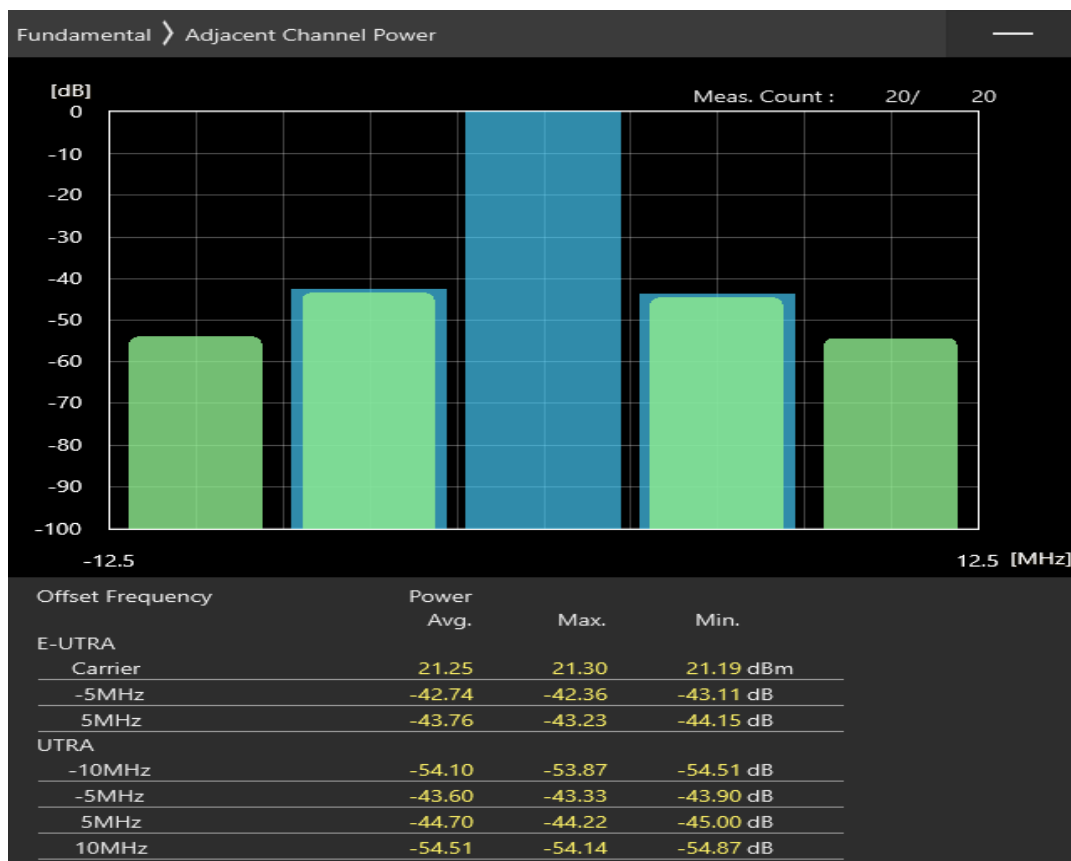 Fundamental 〉 Adjacent Channel Power
[dB]
Meas. Count : 20/ 20
0
-10
-20
-30
-40
-50
-60
-70
-80
-90
-100
-12.5 12.5 [MHz]
Offset Frequency Power
Avg. Max. Min.
E-UTRA
Carrier 21.25 21.30 21.19 dBm
-5MHz -42.74 -42.36 -43.11 dB
5MHz -43.76 -43.23 -44.15 dB
UTRA
-10MHz -54.10 -53.87 -54.51 dB
-5MHz -43.60 -43.33 -43.90 dB
5MHz -44.70 -44.22 -45.00 dB
10MHz -54.51 -54.14 -54.87 dB